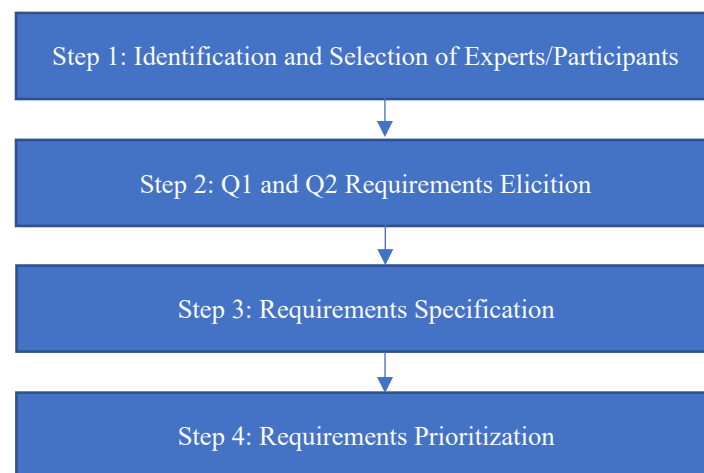 Step 1: Identification and Selection of Experts/Participants
Step 2: Q1 and Q2 Requirements Elicition
Step 3: Requirements Specification
Step 4: Requirements Prioritization